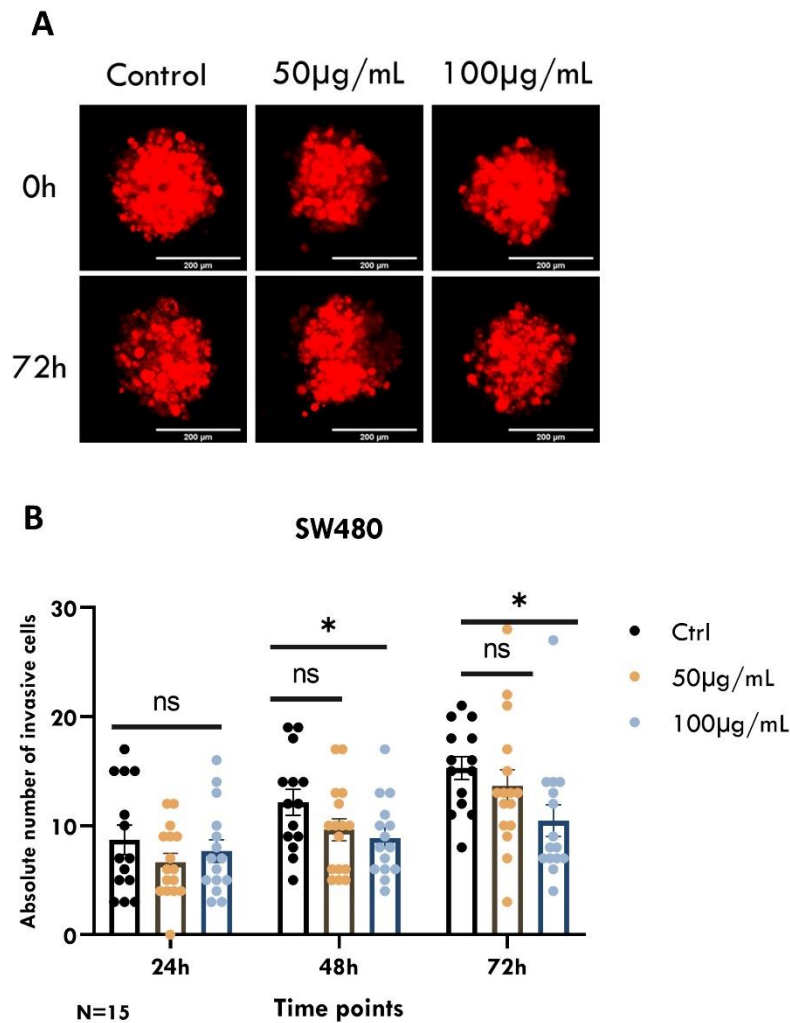 A
Control 50µg/mL 100µg/mL
0h
200 µm 200 µm 200 µm
72h
200 µm 200 µm 200 µm
B
SW480
Absolute number of invasive cells
30
20
10
0
ns
ns
*
ns
*
Ctrl
50µg/mL
100µg/mL
24h 48h 72h
N=15 Time points